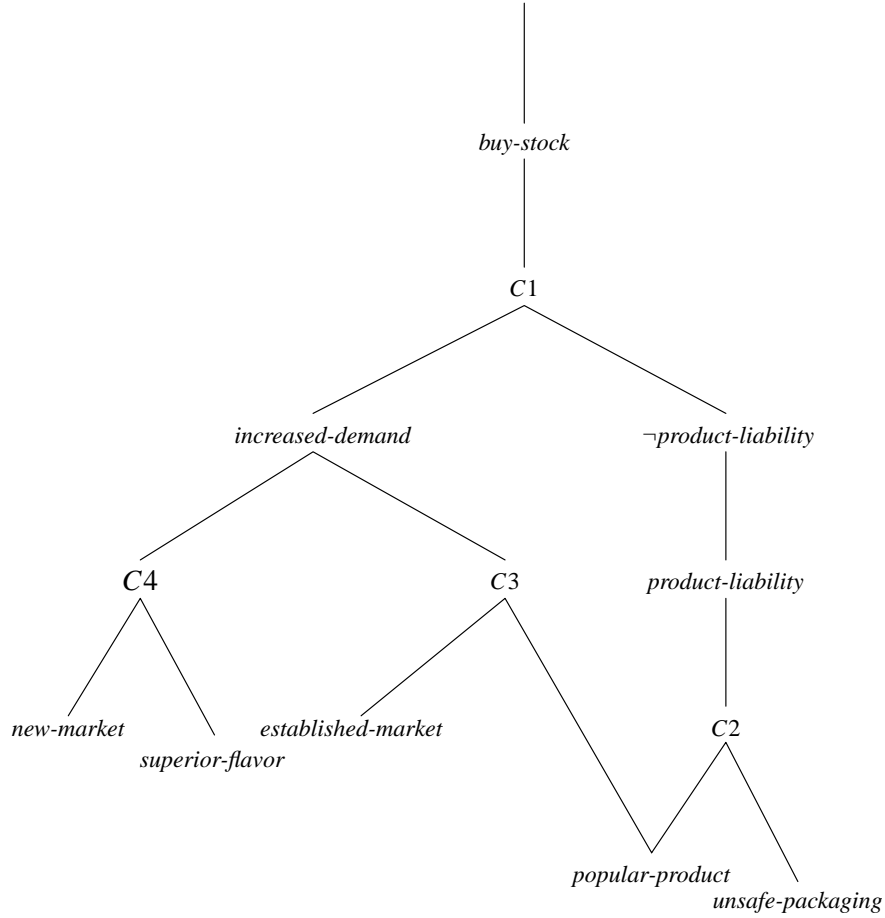 buy-stock
C1
increased-demand
¬product-liability
C4
C3
product-liability
new-market
established-market
C2
superior-flavor
popular-product
unsafe-packaging